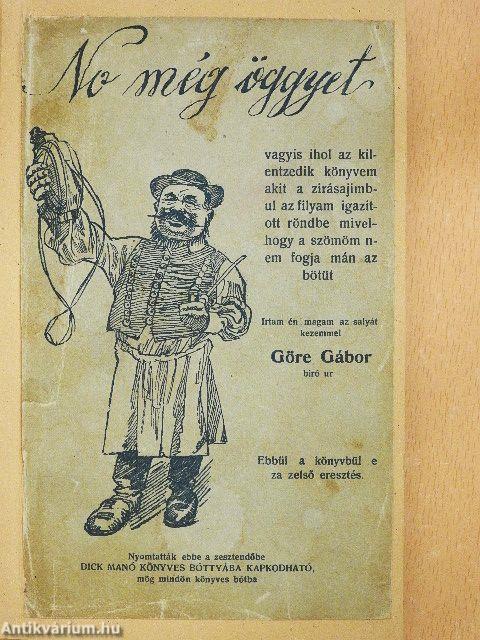 No még öggyet
vagyis ihol az kil-
entzedik könyvem
akit a zirásajimb-
ul az filyam igazit-
ott röndbe mivel-
hogy a szömöm n-
em fogja mán az
bötüt
Irtam én magam az salyát
kezemmel
Göre Gábor
biró ur
Ebbül a könyvbül e
za zelső eresztés.
Nyomtatták ebbe a zesztendőbe
DICK MANÓ KÖNYVES BÓTTYÁBA KAPKODHATÓ,
mög mindön könyves bótba
Antikvárium.hu